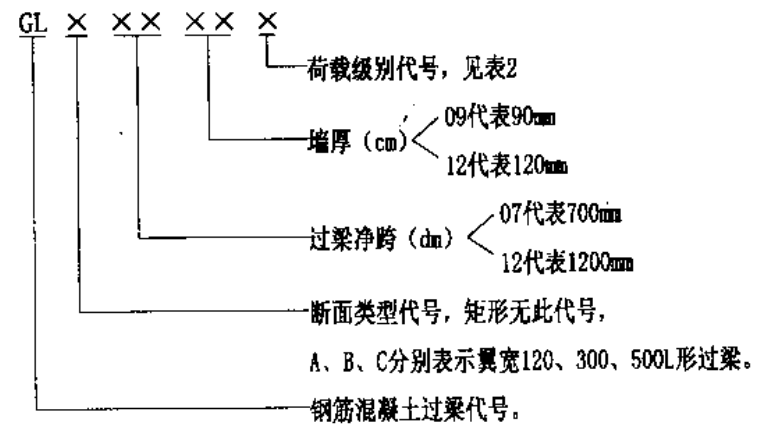 GL × ×× ×× ×
荷载级别代号，见表2
09代表90mm
墙厚（cm）
12代表120mm
07代表700mm
过梁净跨（dm）
12代表1200mm
断面类型代号，矩形无此代号，
A、B、C分别表示翼宽120、300、500L形过梁。
钢筋混凝土过梁代号。